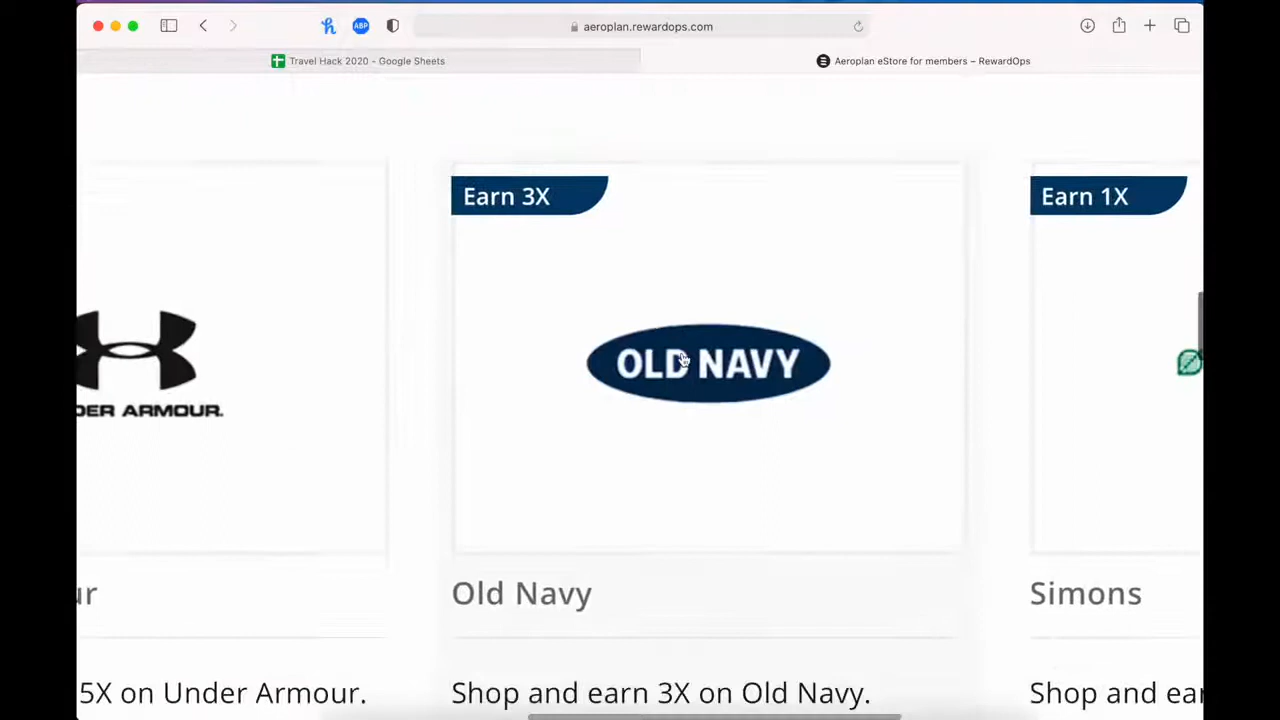 ABP
aeroplan.rewardops.com
Travel Hack 2020 - Google Sheets
Aeroplan eStore for members – RewardOps
Earn 3X
Earn 1X
OLD NAVY
DER ARMOUR.
ur
Old Navy
Simons
5X on Under Armour.
Shop and earn 3X on Old Navy.
Shop and ear